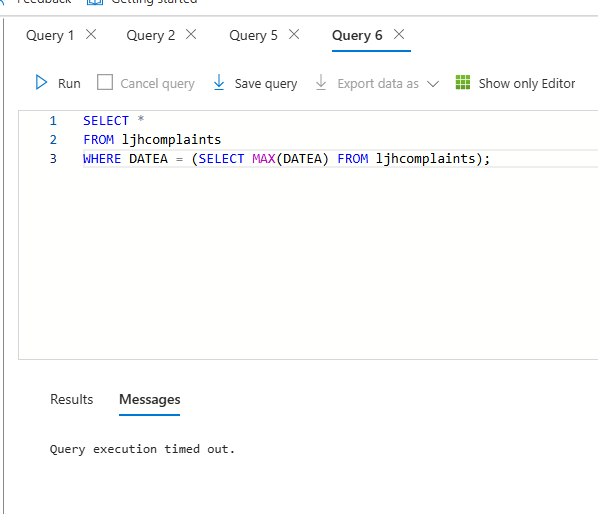 Feedback Getting started
Query 1 Query 2 Query 5 Query 6
Run Cancel query Save query Export data as Show only Editor
1 SELECT *
2 FROM ljhcomplaints
3 WHERE DATEA = (SELECT MAX(DATEA) FROM ljhcomplaints);
Results Messages
Query execution timed out.